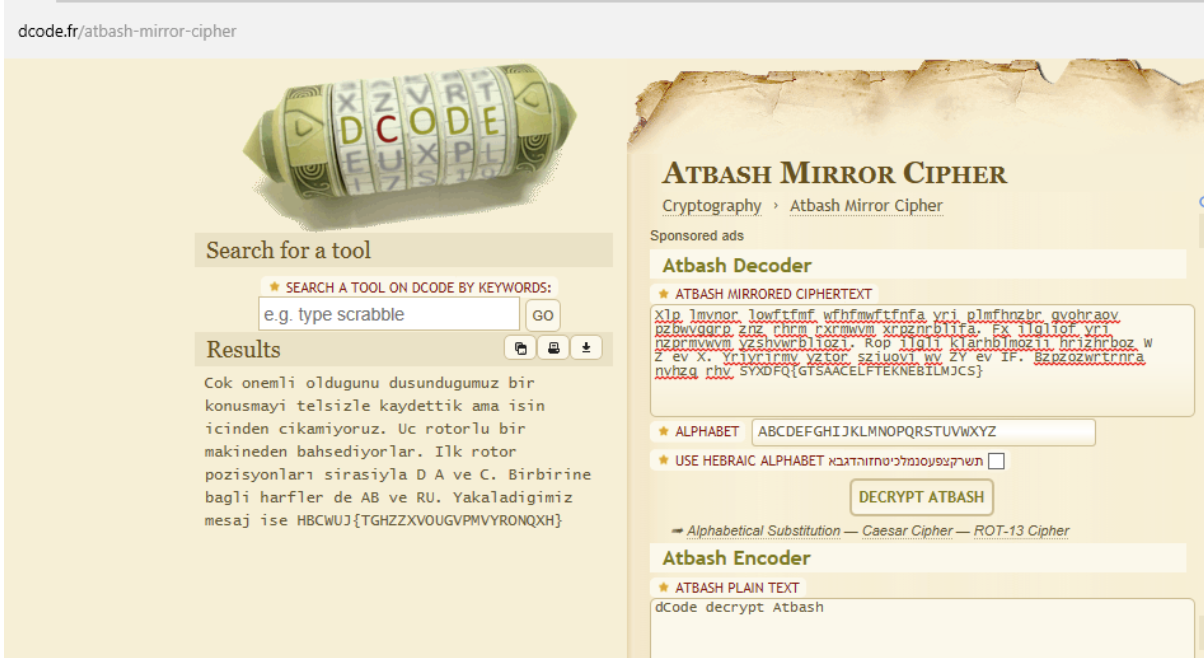 dcode.fr/atbash-mirror-cipher
X Z V R T
D C O D E
E U X P L
Search for a tool
★ SEARCH A TOOL ON DCODE BY KEYWORDS:
e.g. type scrabble
GO
Results
Cok onemli oldugunu dusundugumuz bir
konusmayi telsizle kaydettik ama isin
icinden cikamiyoruz. Uc rotorlu bir
makineden bahsediyorlar. Ilk rotor
pozisyonları sirasiyla D A ve C. Birbirine
bagli harfler de AB ve RU. Yakaladigimiz
mesaj ise HBCWUJ{TGHZZXVOUGVPMVYRONQXH}
ATBASH MIRROR CIPHER
Cryptography › Atbash Mirror Cipher
Sponsored ads
Atbash Decoder
★ ATBASH MIRRORED CIPHERTEXT
Xlp lmvnor lowftfmf wfhfmwftfnfa yri plmfhnzbr gvohraov
pzbwvggrp znz rhrm rxrmwvm xrpznrblifa. Fx ilgliof yri
nzprmvwvm yzshvwrbliozi. Rop ilgli klarhblmoziı hrizhrboz W
Z ev X. Yriyrirmv yztor sziuovi wv ZY ev IF. Bzpzozwrtrnra
nvhzq rhv SYXDFQ{GTSAACELFTEKNEBILMJCS}
★ ALPHABET ABCDEFGHIJKLMNOPQRSTUVWXYZ
★ USE HEBRAIC ALPHABET תשרקצפעסנמלכיטחזוהדגבא
DECRYPT ATBASH
➦ Alphabetical Substitution — Caesar Cipher — ROT-13 Cipher
Atbash Encoder
★ ATBASH PLAIN TEXT
dCode decrypt Atbash